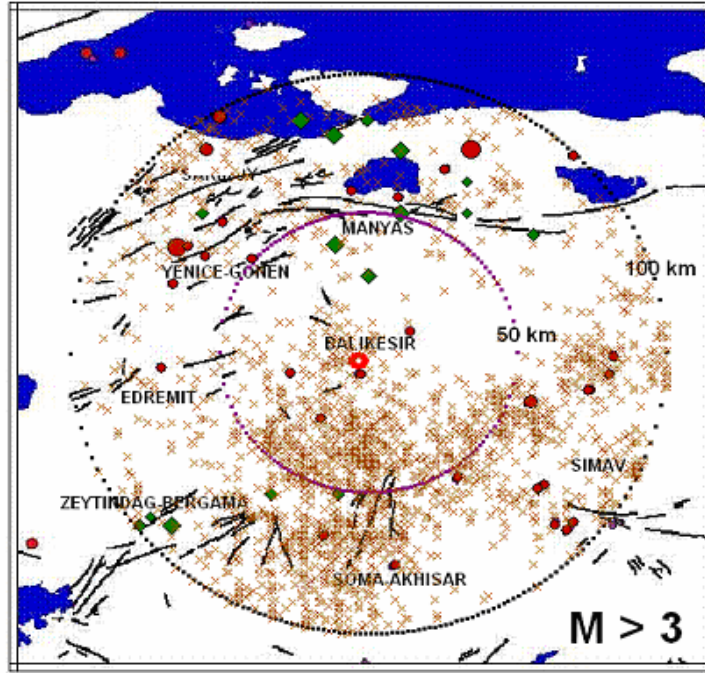 MANYAS
YENICE-GONEN
100 km
50 km
BALIKESIR
EDREMIT
SIMAV
ZEYTINDAG-BERGAMA
SOMA-AKHISAR
M > 3